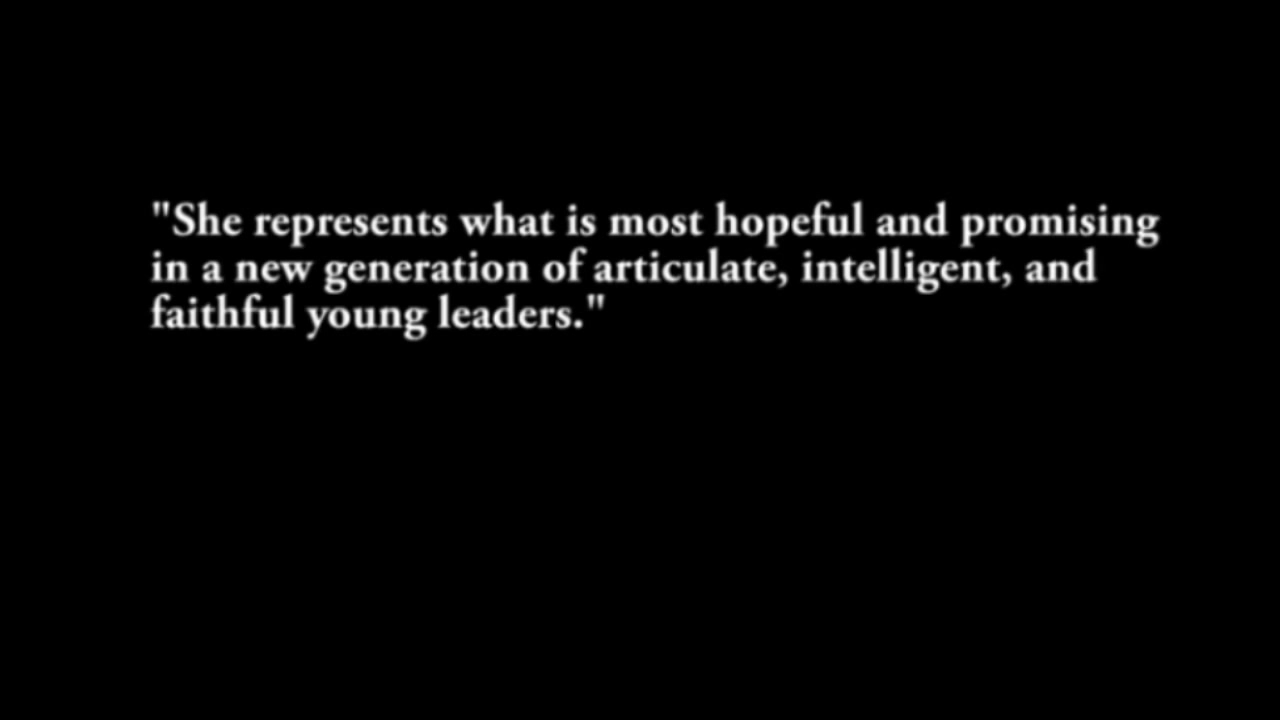 "She represents what is most hopeful and promising
in a new generation of articulate, intelligent, and
faithful young leaders."